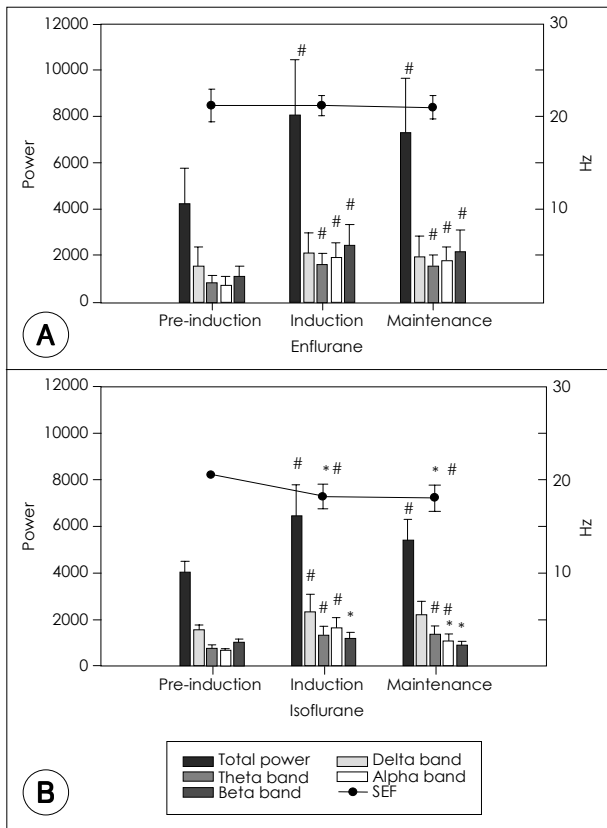 12000
10000
8000
6000
4000
2000
0
Power
30
20
10
Hz
# #
# # # # # #
Pre-induction Induction Maintenance
Enflurane
A
12000
10000
8000
6000
4000
2000
0
Power
30
20
10
Hz
# * # * # #
# # # * # # * *
Pre-induction Induction Maintenance
Isoflurane
Total power Delta band
Theta band Alpha band
Beta band SEF
B